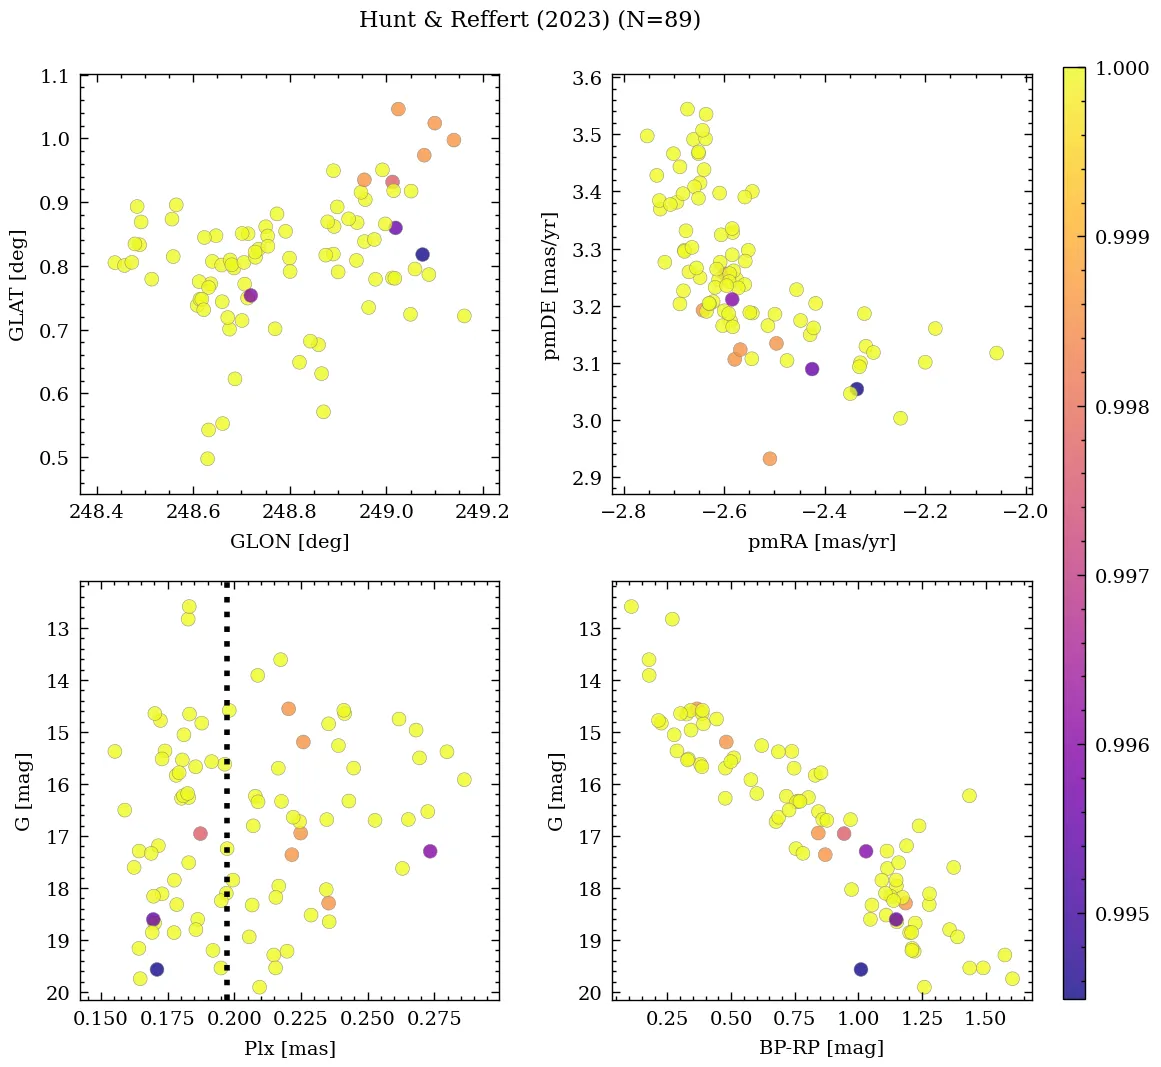 Hunt & Reffert (2023) (N=89)
1.1
1.0
0.9
0.8
0.7
0.6
0.5
GLAT [deg]
248.4 248.6 248.8 249.0 249.2
GLON [deg]
3.6
3.5
3.4
3.3
3.2
3.1
3.0
2.9
pmDE [mas/yr]
−2.8 −2.6 −2.4 −2.2 −2.0
pmRA [mas/yr]
13
14
15
16
17
18
19
20
G [mag]
0.150 0.175 0.200 0.225 0.250 0.275
Plx [mas]
13
14
15
16
17
18
19
20
G [mag]
0.25 0.50 0.75 1.00 1.25 1.50
BP-RP [mag]
1.000
0.999
0.998
0.997
0.996
0.995